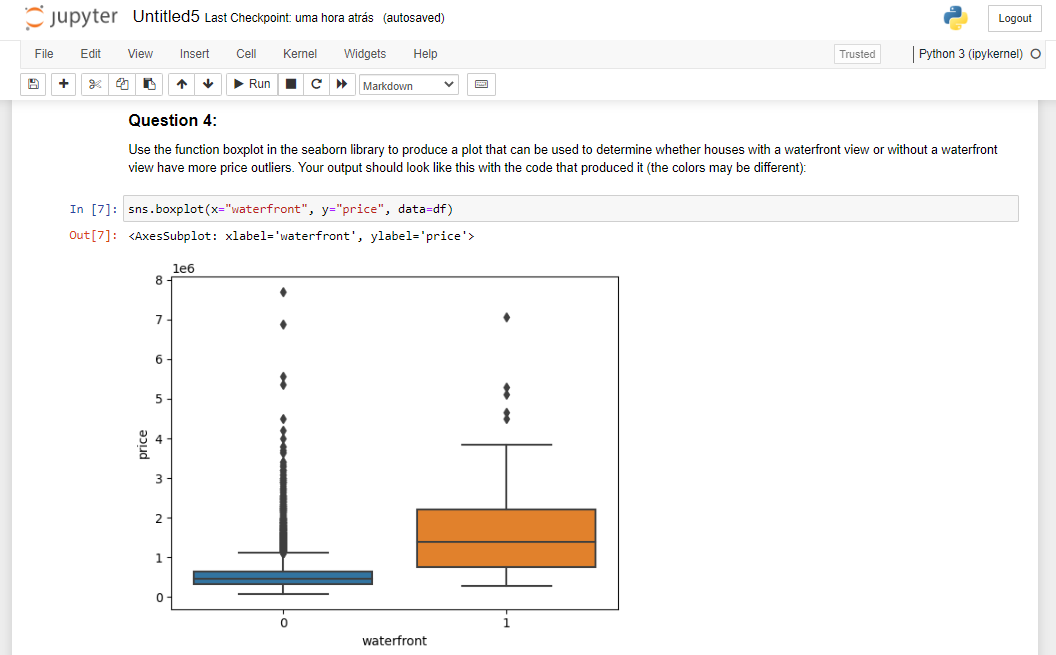 jupyter Untitled5 Last Checkpoint: uma hora atrás (autosaved) Logout
File Edit View Insert Cell Kernel Widgets Help Trusted Python 3 (ipykernel)
Run Markdown
Question 4:
Use the function boxplot in the seaborn library to produce a plot that can be used to determine whether houses with a waterfront view or without a waterfront
view have more price outliers. Your output should look like this with the code that produced it (the colors may be different):
In [7]: sns.boxplot(x="waterfront", y="price", data=df)
Out[7]: <AxesSubplot: xlabel='waterfront', ylabel='price'>
1e6
8
7
6
5
4
3
2
1
0
price
0 1
waterfront